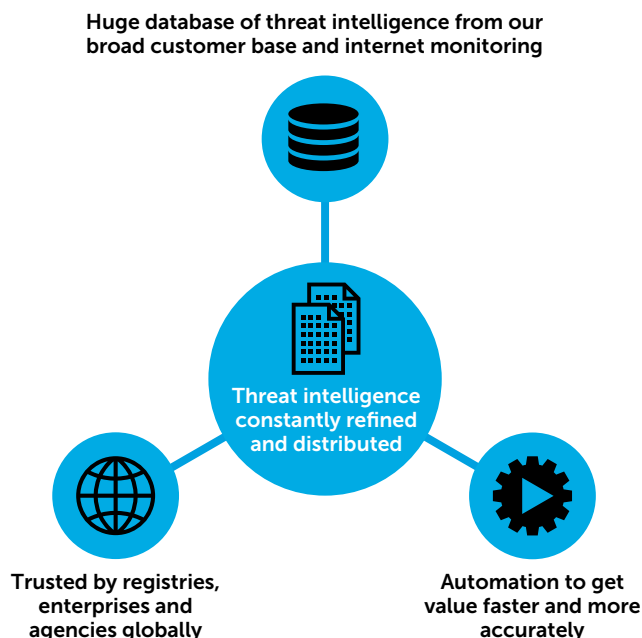 Huge database of threat intelligence from our
broad customer base and internet monitoring
Threat intelligence
constantly refined
and distributed
Trusted by registries,
enterprises and
agencies globally
Automation to get
value faster and more
accurately